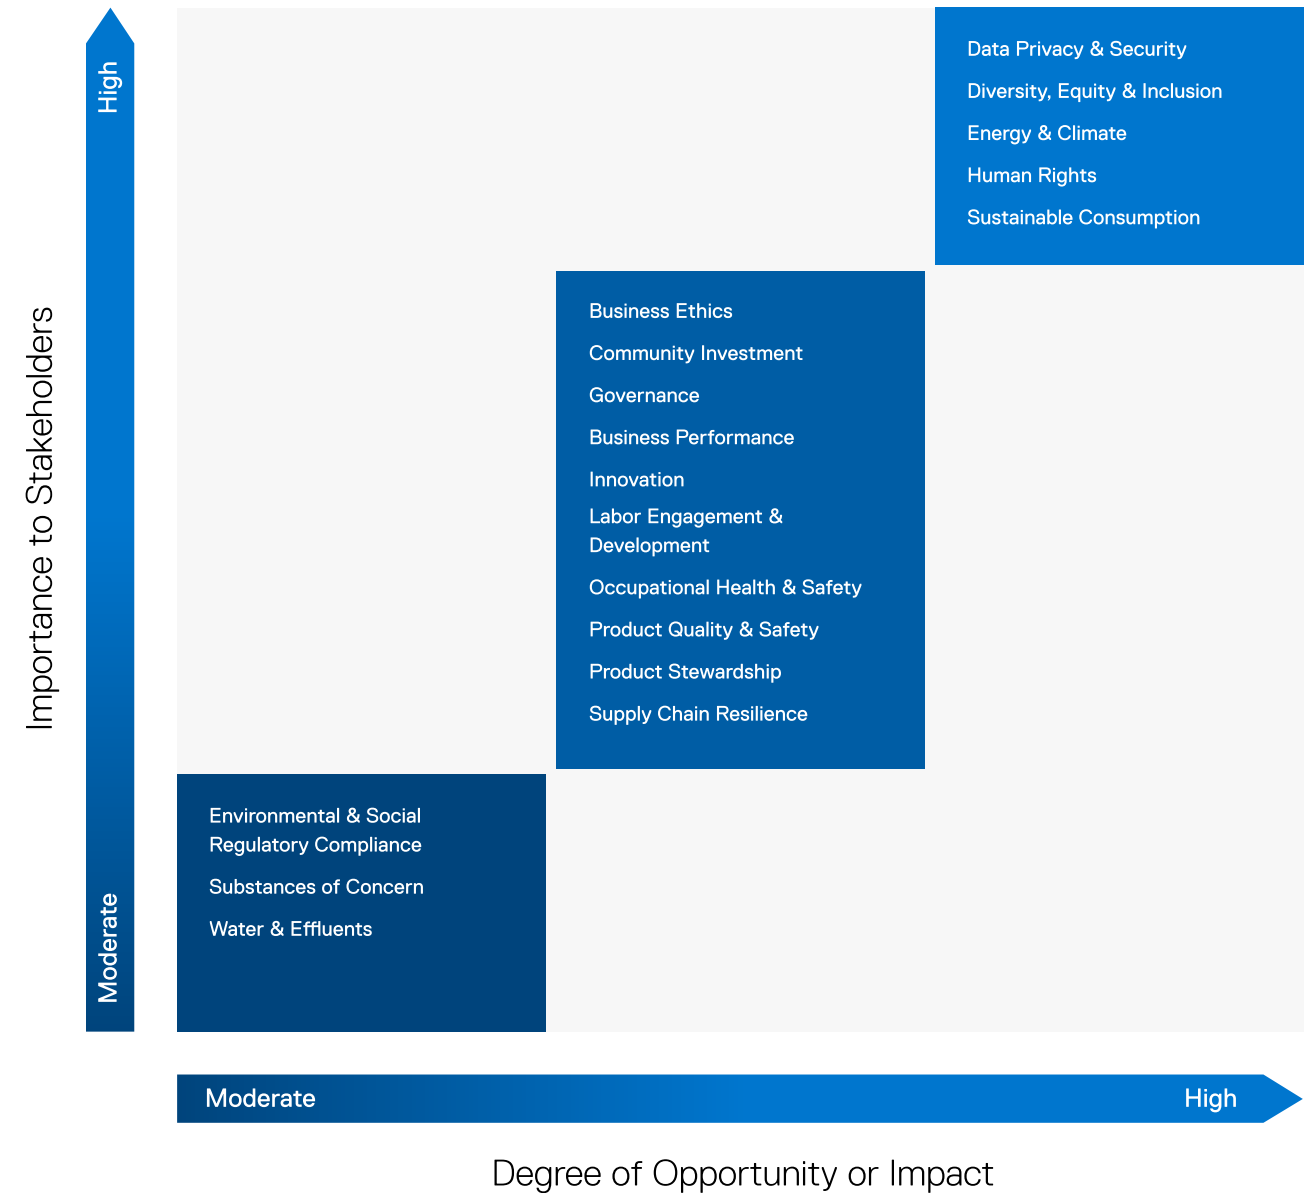 High
Importance to Stakeholders
Moderate
Data Privacy & Security
Diversity, Equity & Inclusion
Energy & Climate
Human Rights
Sustainable Consumption
Business Ethics
Community Investment
Governance
Business Performance
Innovation
Labor Engagement &
Development
Occupational Health & Safety
Product Quality & Safety
Product Stewardship
Supply Chain Resilience
Environmental & Social
Regulatory Compliance
Substances of Concern
Water & Effluents
Moderate
High
Degree of Opportunity or Impact